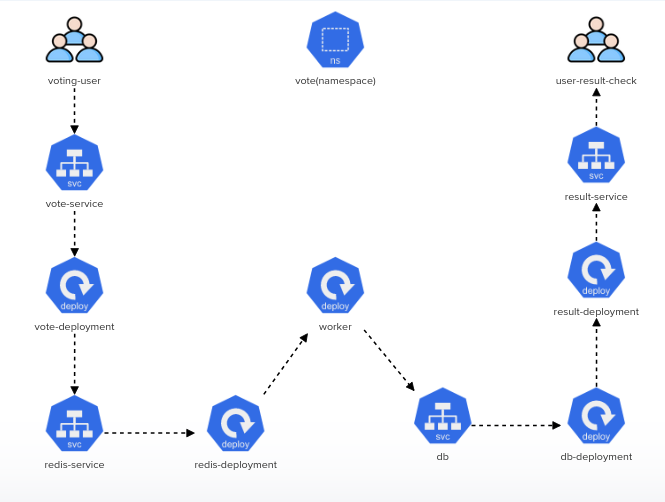 ns
voting-user
vote(namespace)
user-result-check
svc
vote-service
svc
result-service
deploy
vote-deployment
deploy
worker
deploy
result-deployment
svc
redis-service
deploy
redis-deployment
svc
db
deploy
db-deployment